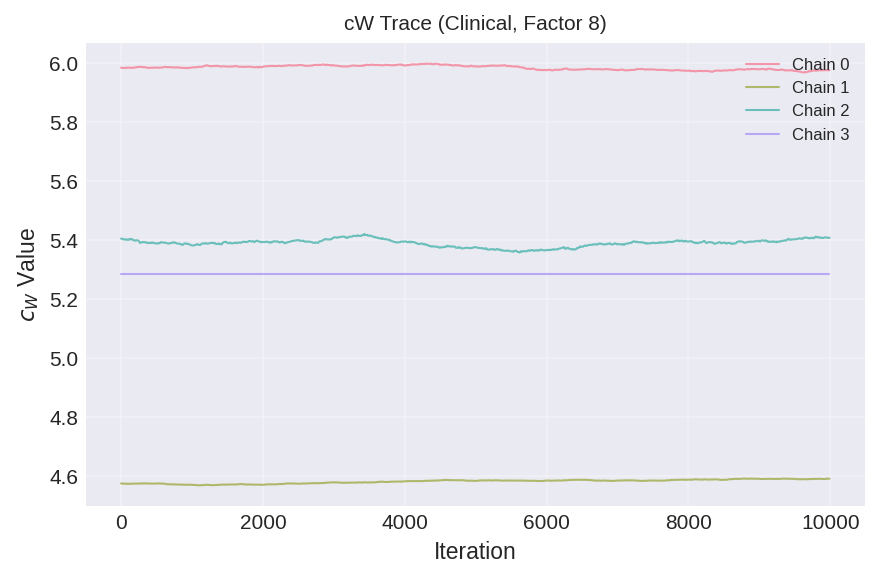 cW Trace (Clinical, Factor 8)
6.0
5.8
5.6
5.4
5.2
5.0
4.8
4.6
c_W Value
Chain 0
Chain 1
Chain 2
Chain 3
0 2000 4000 6000 8000 10000
Iteration